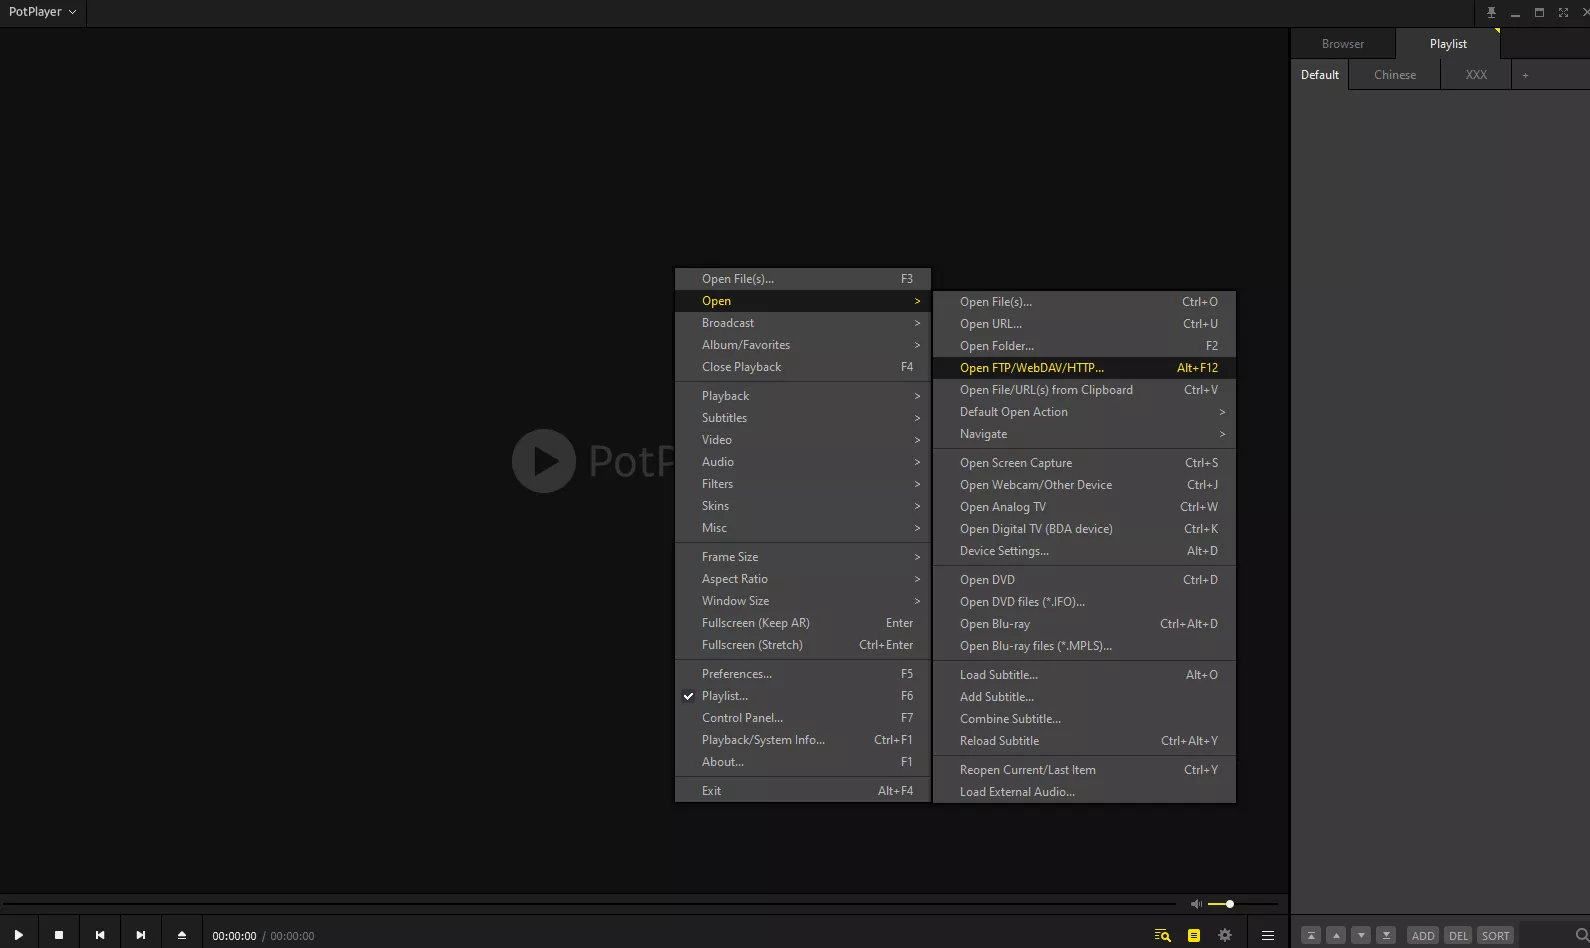 PotPlayer
Browser
Playlist
Default
Chinese
XXX
+
PotP
Open File(s)... F3
Open >
Broadcast >
Album/Favorites >
Close Playback F4
Playback >
Subtitles >
Video >
Audio >
Filters >
Skins >
Misc >
Frame Size >
Aspect Ratio >
Window Size >
Fullscreen (Keep AR) Enter
Fullscreen (Stretch) Ctrl+Enter
Preferences... F5
Playlist... F6
Control Panel... F7
Playback/System Info... Ctrl+F1
About... F1
Exit Alt+F4
Open File(s)... Ctrl+O
Open URL... Ctrl+U
Open Folder... F2
Open FTP/WebDAV/HTTP... Alt+F12
Open File/URL(s) from Clipboard Ctrl+V
Default Open Action >
Navigate >
Open Screen Capture Ctrl+S
Open Webcam/Other Device Ctrl+J
Open Analog TV Ctrl+W
Open Digital TV (BDA device) Ctrl+K
Device Settings... Alt+D
Open DVD Ctrl+D
Open DVD files (*.IFO)...
Open Blu-ray Ctrl+Alt+D
Open Blu-ray files (*.MPLS)...
Load Subtitle... Alt+O
Add Subtitle...
Combine Subtitle...
Reload Subtitle Ctrl+Alt+Y
Reopen Current/Last Item Ctrl+Y
Load External Audio...
00:00:00 / 00:00:00
ADD
DEL
SORT